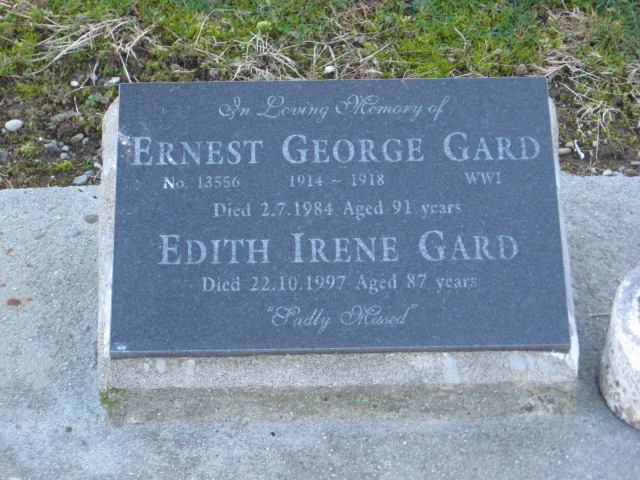 In Loving Memory of
ERNEST GEORGE GARD
No. 13556 1914 - 1918 WW1
Died 2.7.1984 Aged 91 years
EDITH IRENE GARD
Died 22.10.1997 Aged 87 years
"Sadly Missed"